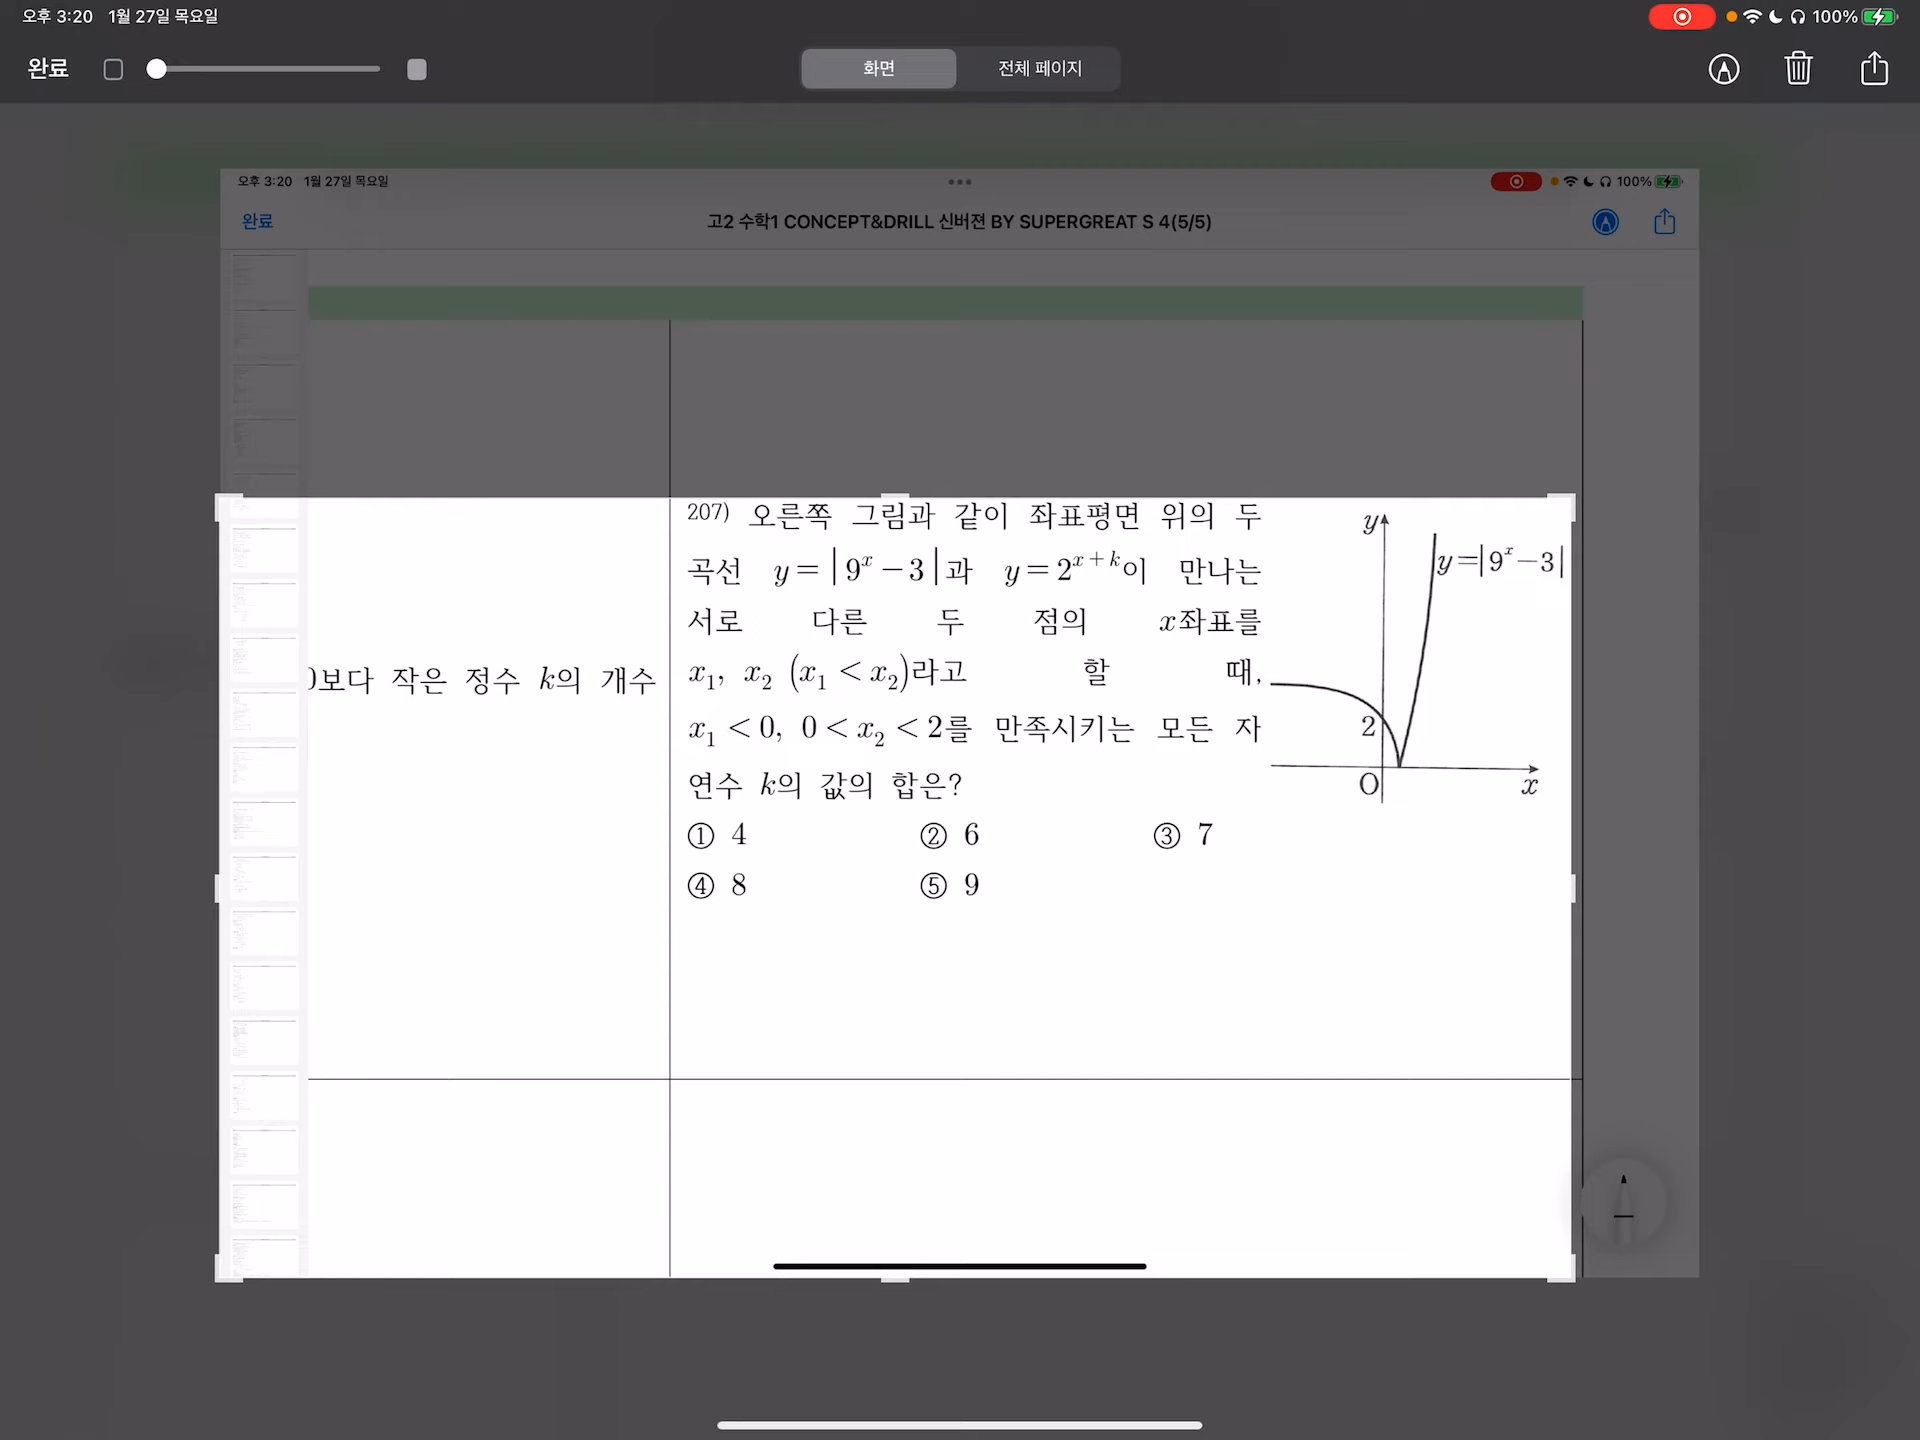 오후 3:20 1월 27일 목요일
100%
완료
화면
전체 페이지
오후 3:20 1월 27일 목요일
100%
완료
고2 수학1 CONCEPT&DRILL 신버젼 BY SUPERGREAT S 4(5/5)
보다 작은 정수 k의 개수
207) 오른쪽 그림과 같이 좌표평면 위의 두
곡선 y=|9^x-3|과 y=2^{x+k}이 만나는
서로 다른 두 점의 x좌표를
x₁, x₂ (x₁<x₂)라고 할 때,
x₁<0, 0<x₂<2를 만족시키는 모든 자
연수 k의 값의 합은?
① 4 ② 6 ③ 7
④ 8 ⑤ 9
y
y=|9^x-3|
2
O
x